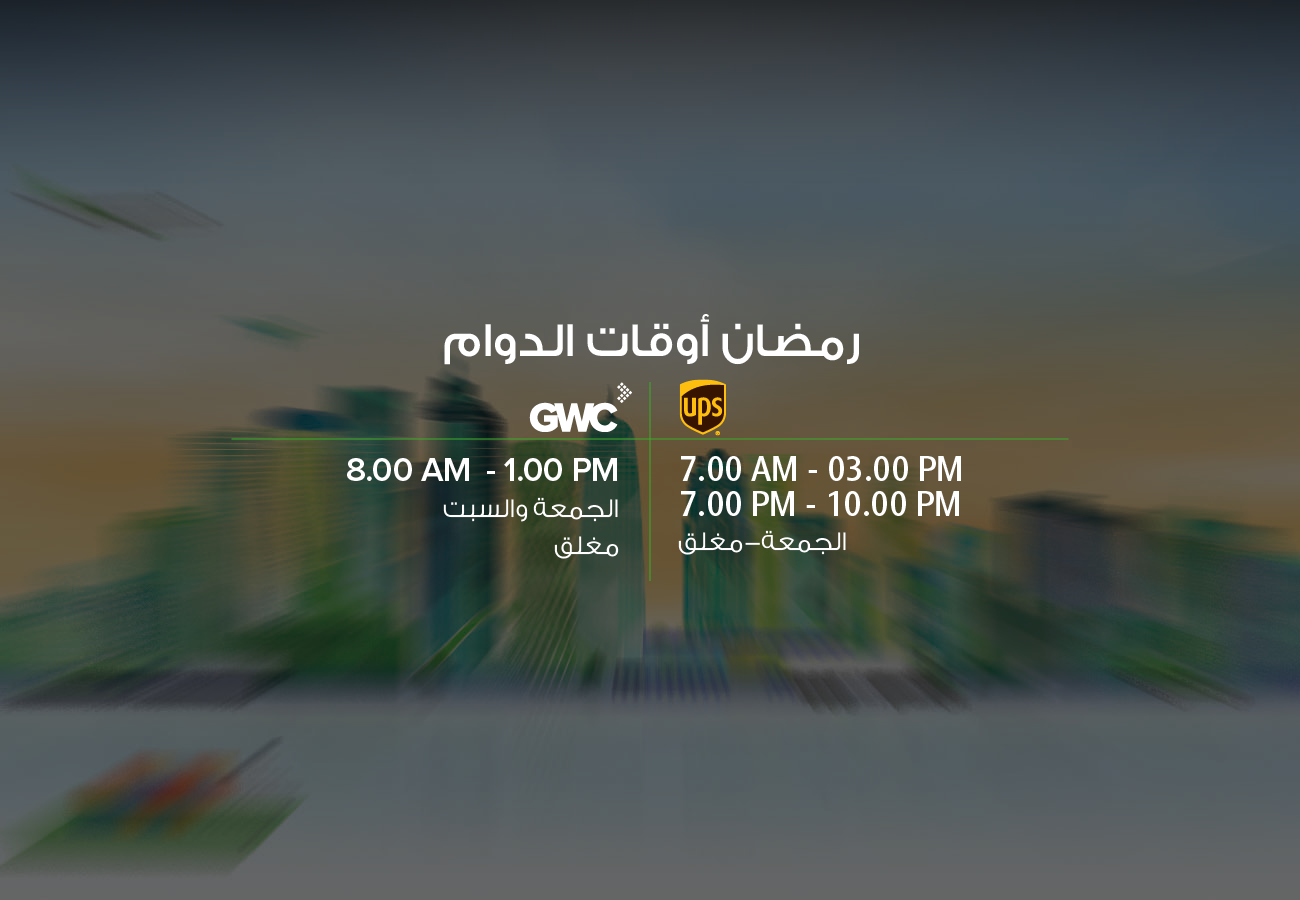 رمضان أوقات الدوام
ups
7.00 AM - 03.00 PM
7.00 PM - 10.00 PM
الجمعة-مغلق
GWC
8.00 AM - 1.00 PM
الجمعة والسبت
مغلق